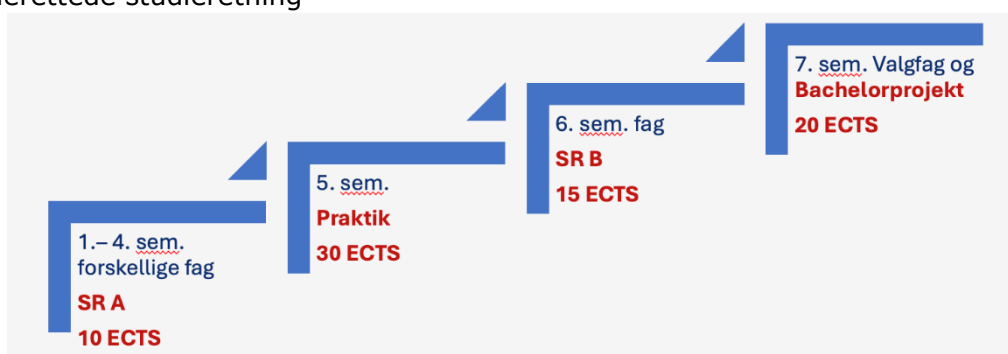 studieretning
1.– 4. sem.
forskellige fag
SR A
10 ECTS
5. sem.
Praktik
30 ECTS
6. sem. fag
SR B
15 ECTS
7. sem. Valgfag og
Bachelorprojekt
20 ECTS